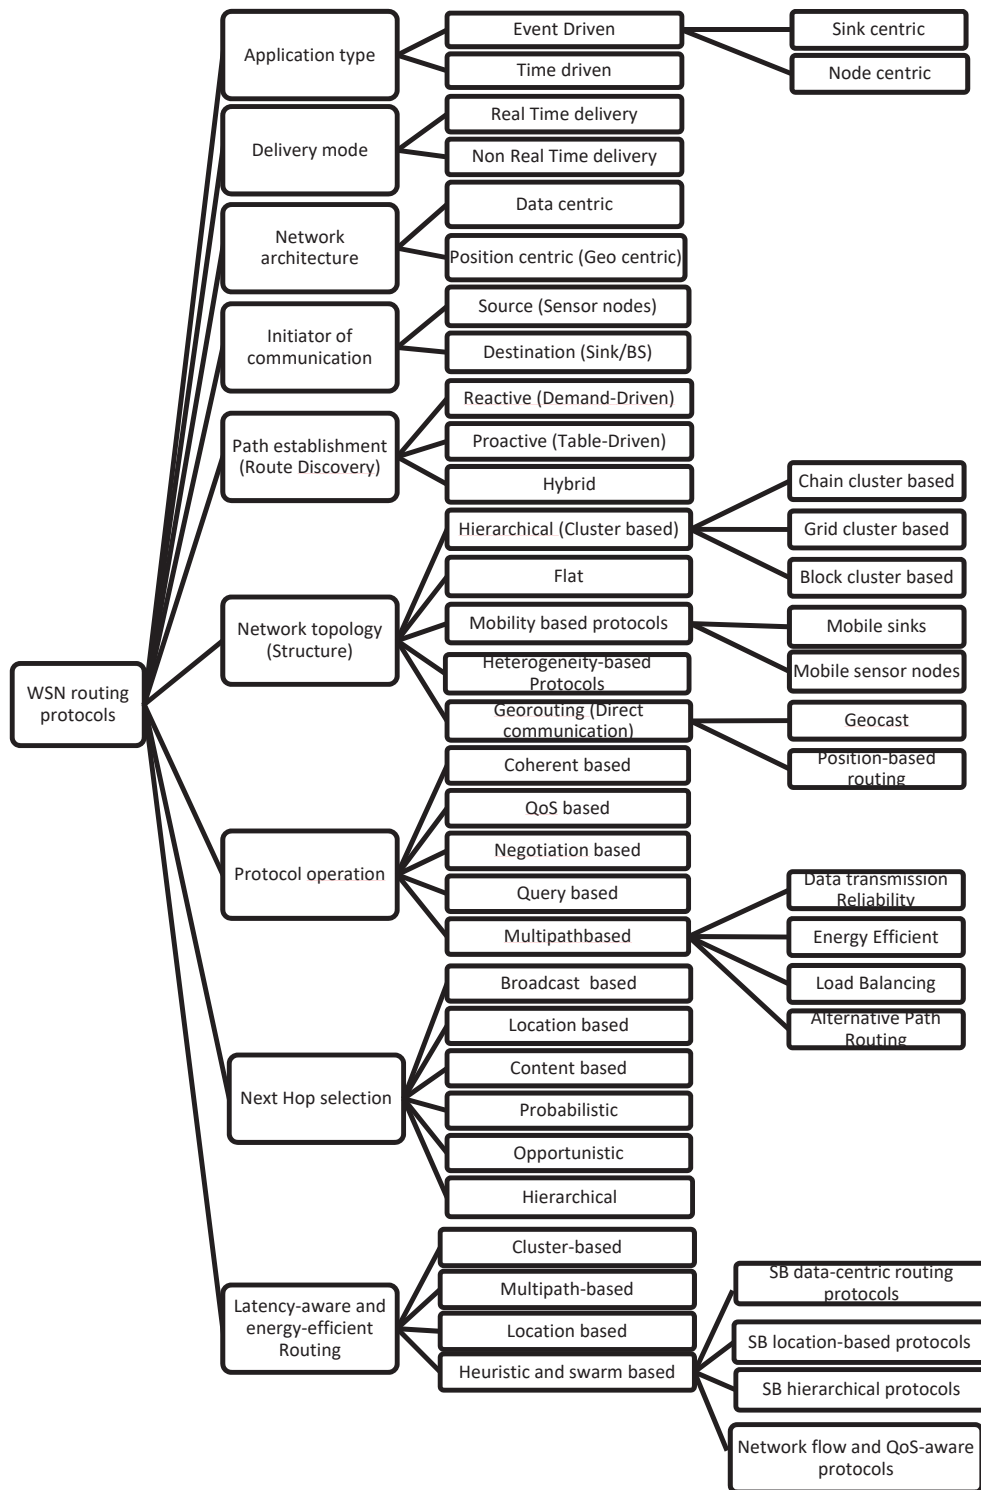 WSN routing
protocols
Application type
Event Driven
Sink centric
Node centric
Time driven
Delivery mode
Real Time delivery
Non Real Time delivery
Network
architecture
Data centric
Position centric (Geo centric)
Initiator of
communication
Source (Sensor nodes)
Destination (Sink/BS)
Path establishment
(Route Discovery)
Reactive (Demand-Driven)
Proactive (Table-Driven)
Hybrid
Network topology
(Structure)
Hierarchical (Cluster based)
Chain cluster based
Grid cluster based
Block cluster based
Flat
Mobility based protocols
Mobile sinks
Mobile sensor nodes
Heterogeneity-based
Protocols
Georouting (Direct
communication)
Geocast
Position-based
routing
Protocol operation
Coherent based
QoS based
Negotiation based
Query based
Multipathbased
Data transmission
Reliability
Energy Efficient
Load Balancing
Alternative Path
Routing
Next Hop selection
Broadcast  based
Location based
Content based
Probabilistic
Opportunistic
Hierarchical
Latency-aware and
energy-efficient
Routing
Cluster-based
Multipath-based
Location based
Heuristic and swarm based
SB data-centric routing
protocols
SB location-based protocols
SB hierarchical protocols
Network flow and QoS-aware
protocols